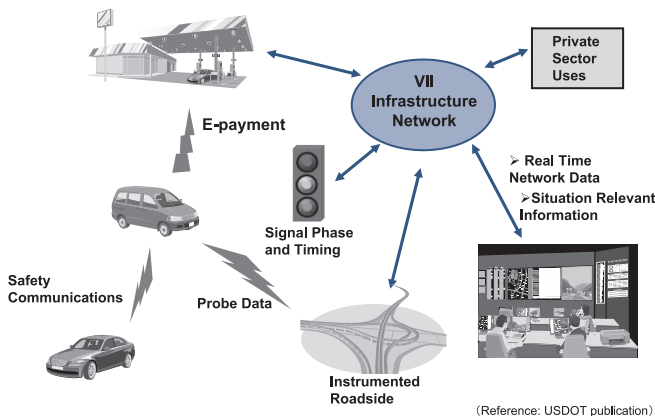 VII
Infrastructure
Network
Private
Sector
Uses
E-payment
➢ Real Time
Network Data
➢Situation Relevant
Information
Signal Phase
and Timing
Safety
Communications
Probe Data
Instrumented
Roadside
(Reference: USDOT publication)